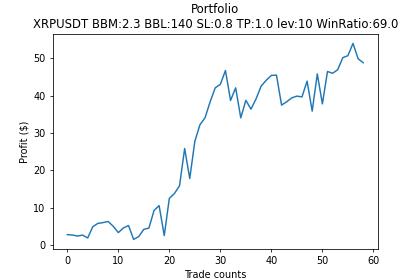 Portfolio
XRPUSDT BBM:2.3 BBL:140 SL:0.8 TP:1.0 lev:10 WinRatio:69.0
Profit ($)
50
40
30
20
10
0
0 10 20 30 40 50 60
Trade counts